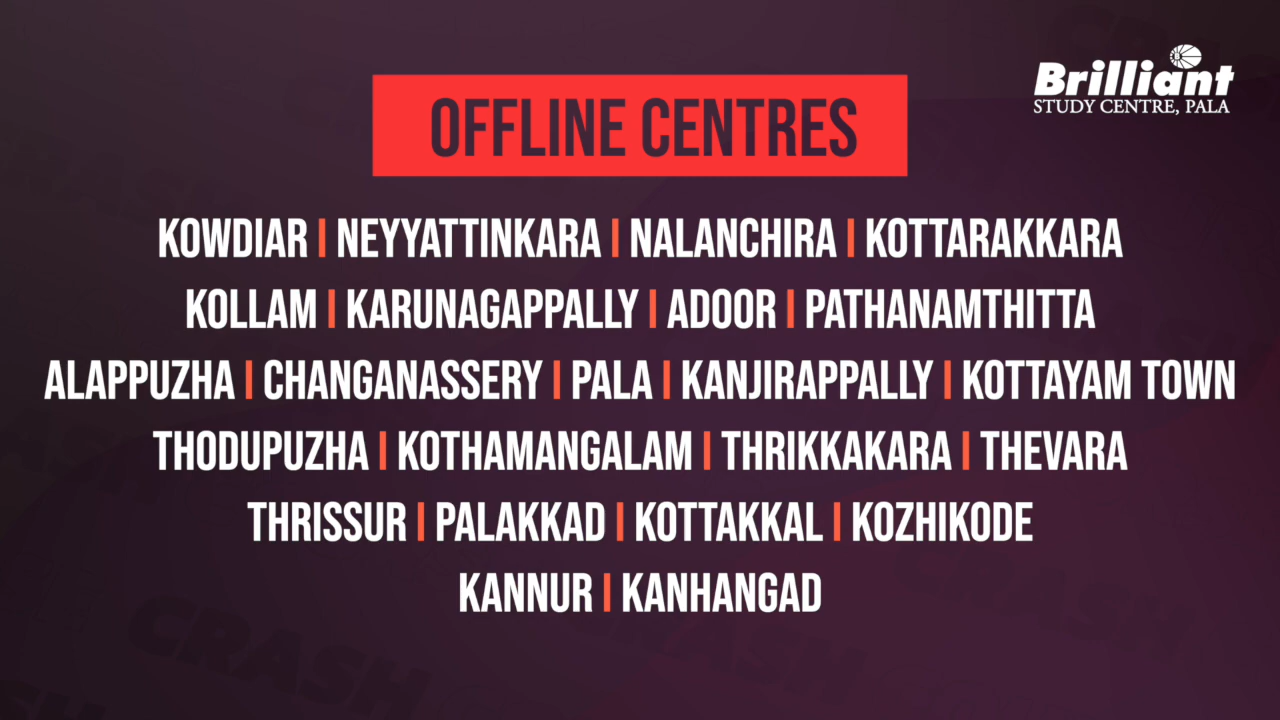 Brilliant
STUDY CENTRE, PALA
OFFLINE CENTRES
KOWDIAR | NEYYATTINKARA | NALANCHIRA | KOTTARAKKARA
KOLLAM | KARUNAGAPPALLY | ADOOR | PATHANAMTHITTA
ALAPPUZHA | CHANGANASSERY | PALA | KANJIRAPPALLY | KOTTAYAM TOWN
THODUPUZHA | KOTHAMANGALAM | THRIKKAKARA | THEVARA
THRISSUR | PALAKKAD | KOTTAKKAL | KOZHIKODE
KANNUR | KANHANGAD
CRASH